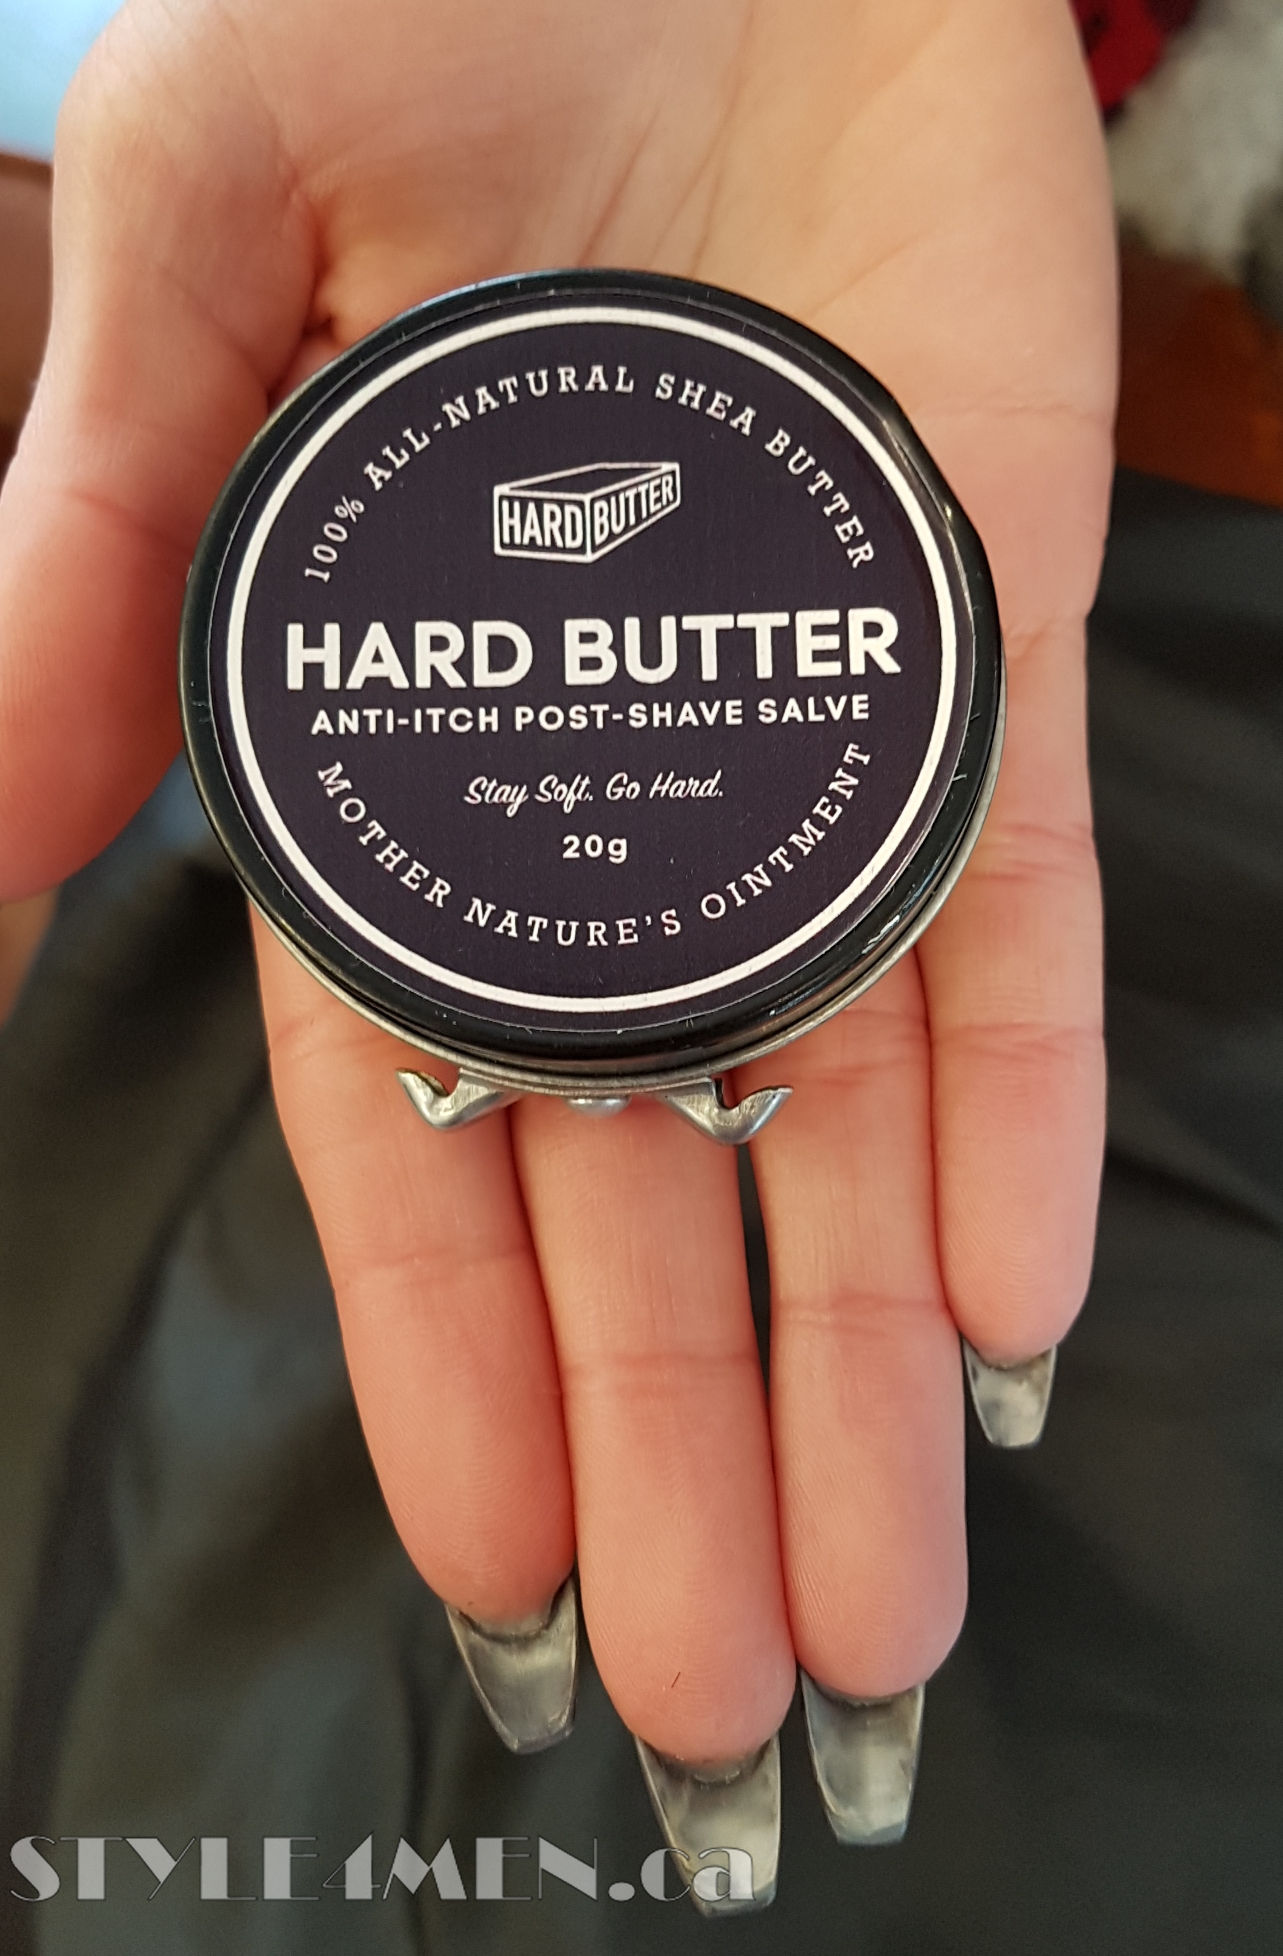 100% ALL-NATURAL SHEA BUTTER
HARD BUTTER
HARD BUTTER
ANTI-ITCH POST-SHAVE SALVE
Stay Soft. Go Hard.
20g
MOTHER NATURE'S OINTMENT
STYLE4MEN.ca